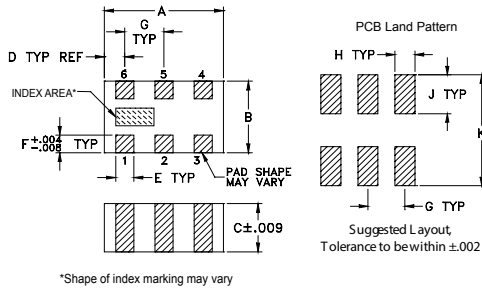 A
G
TYP
D TYP REF
6 5 4
INDEX AREA*
B
F +.004 -.008 TYP
1 2 3
E TYP
PAD SHAPE
MAY VARY
C±.009
*Shape of index marking may vary
PCB Land Pattern
H TYP
J TYP
K
G TYP
Suggested Layout,
Tolerance to be within ±.002